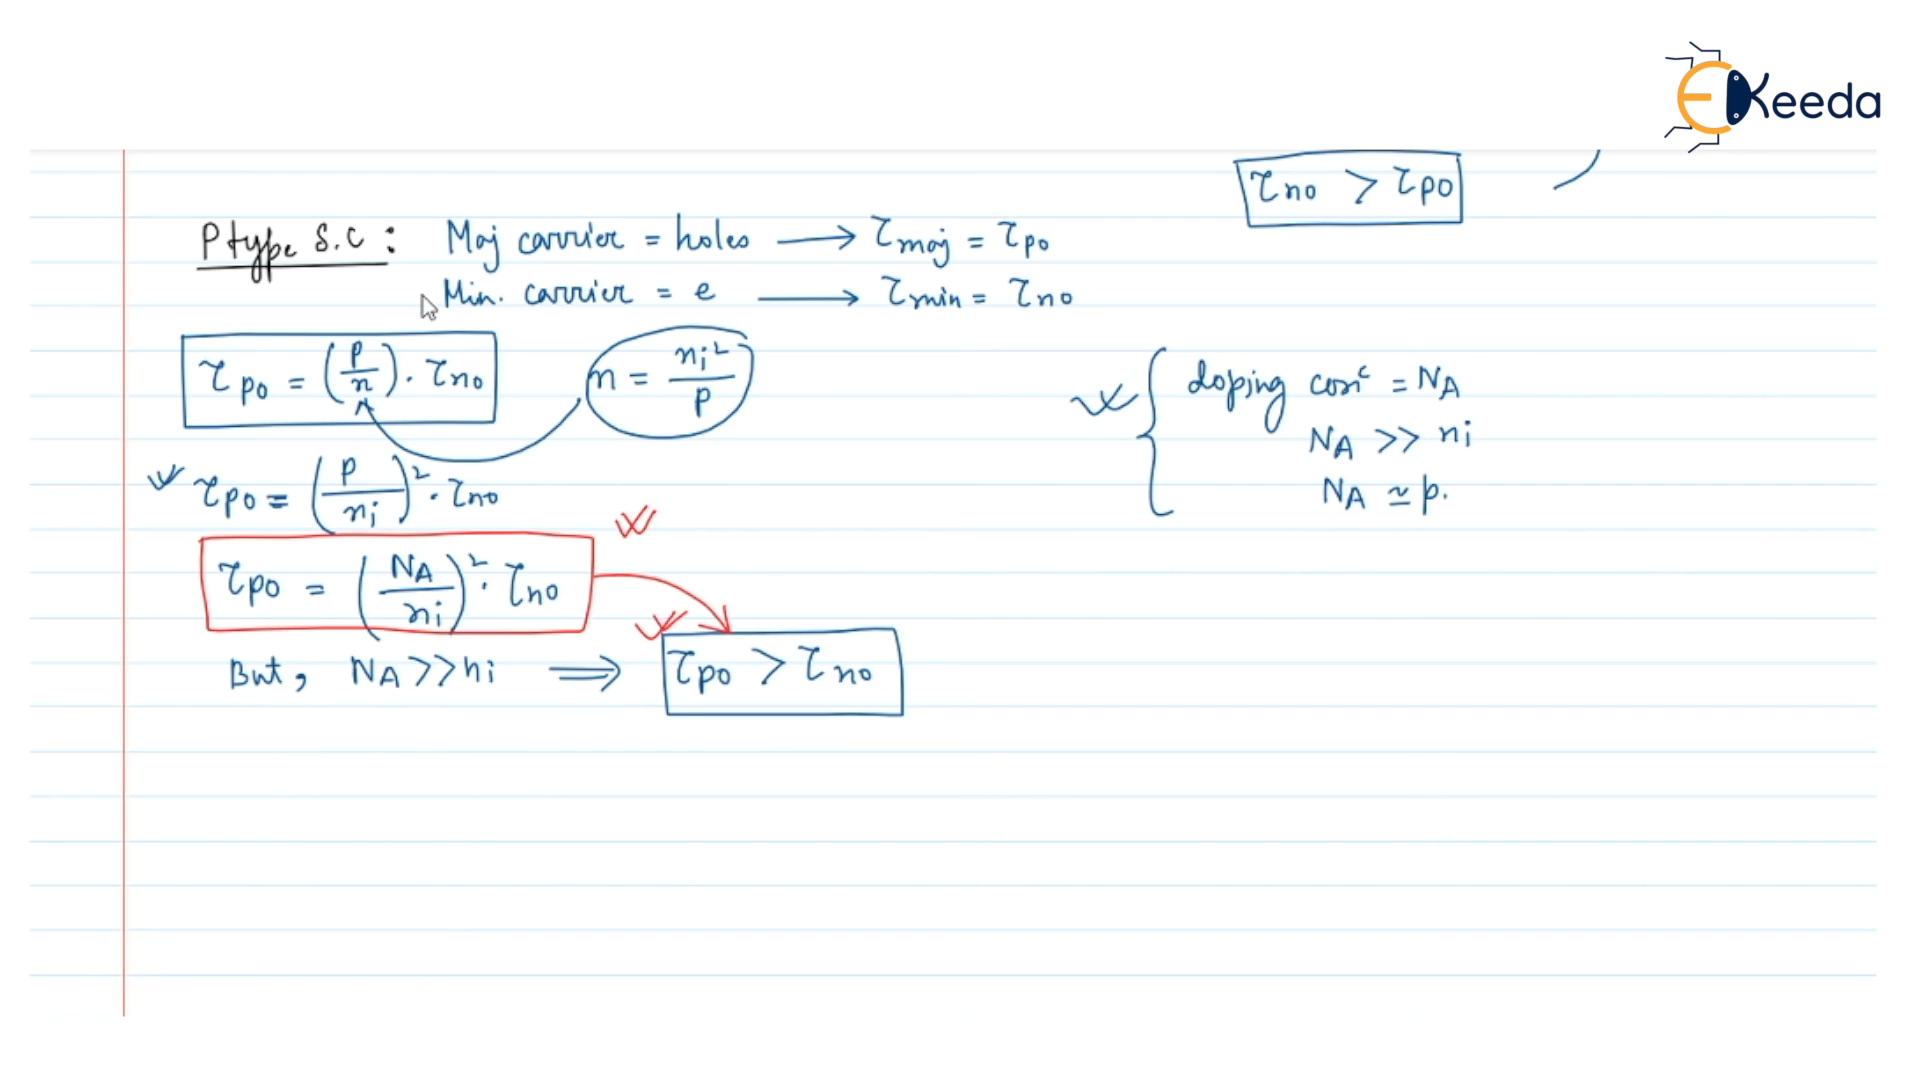 EKeeda
τno > τpo
P type S.C : Maj carrier = holes ⟶ τmaj = τpo
Min. carrier = e ⟶ τmin = τno
τpo = (p/n) . τno
n = ni²/p
τpo = (p/ni)² . τno
τpo = (NA/ni)² . τno
But, NA >> ni ⟹ τpo > τno
doping conc = NA
NA >> ni
NA ≃ p.